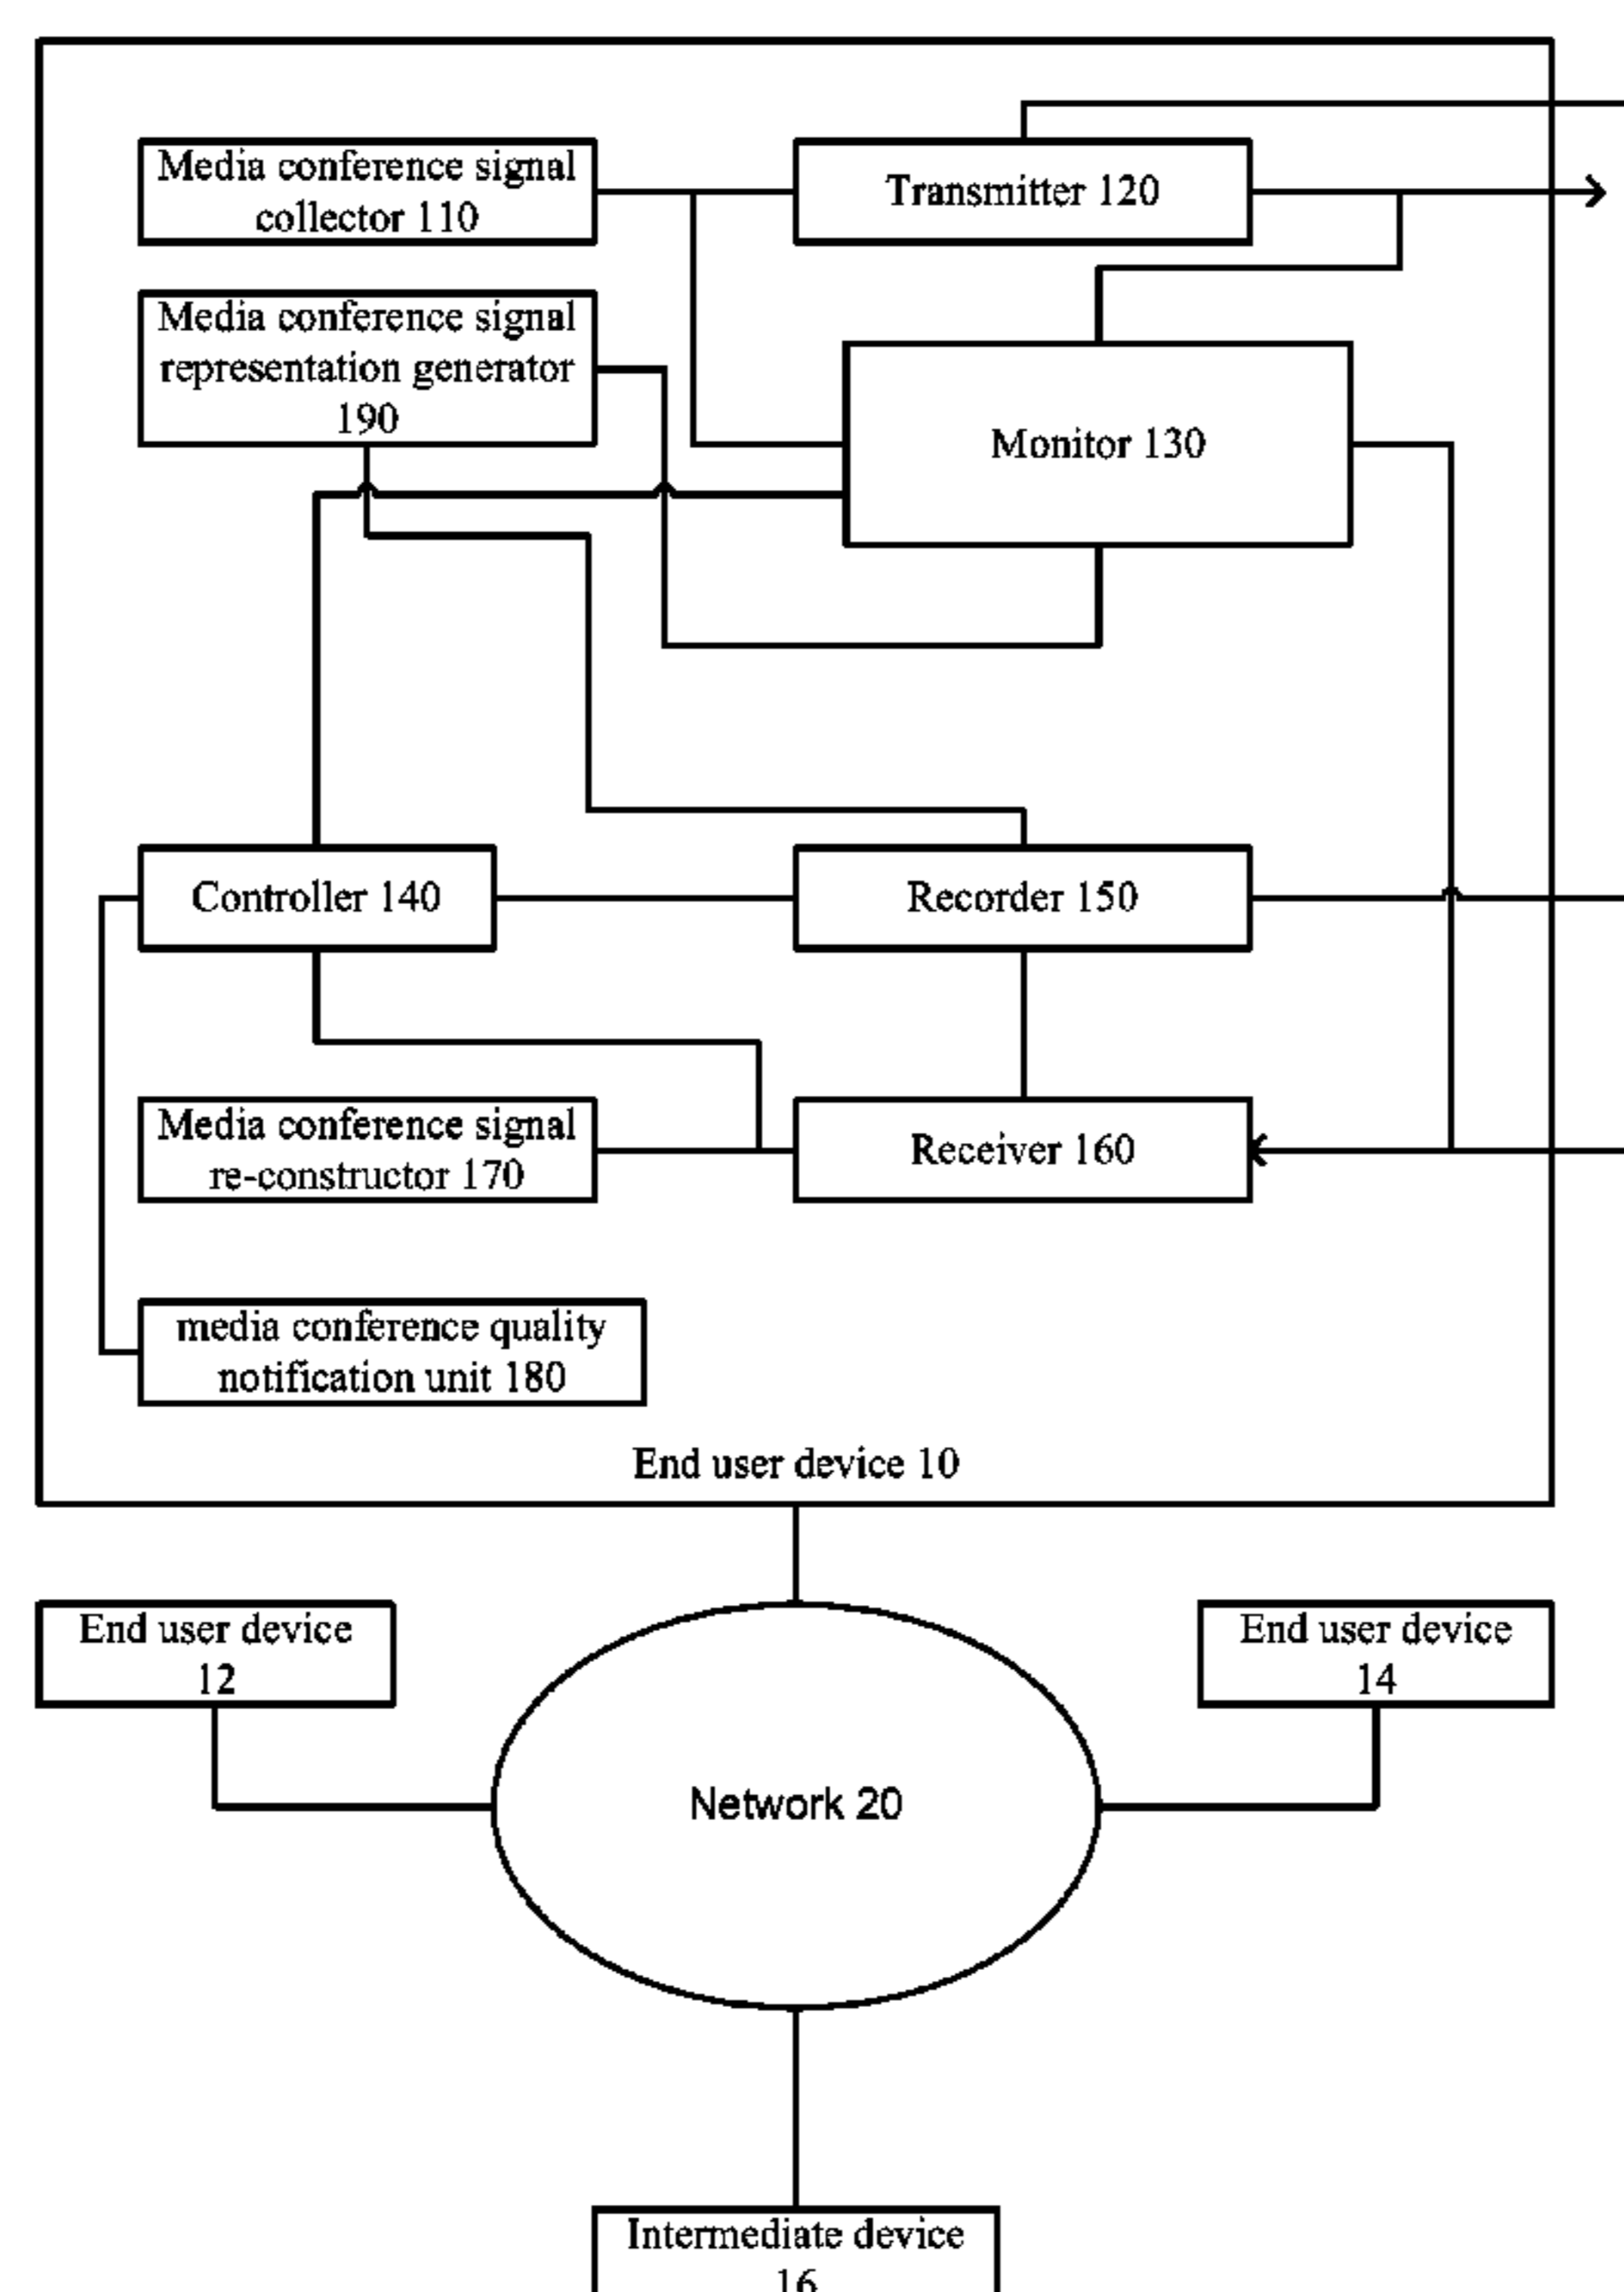 Media conference signal
collector 110
Transmitter 120
Media conference signal
representation generator
190
Monitor 130
Controller 140
Recorder 150
Media conference signal
re-constructor 170
Receiver 160
media conference quality
notification unit 180
End user device 10
End user device
12
End user device
14
Network 20
Intermediate device
16